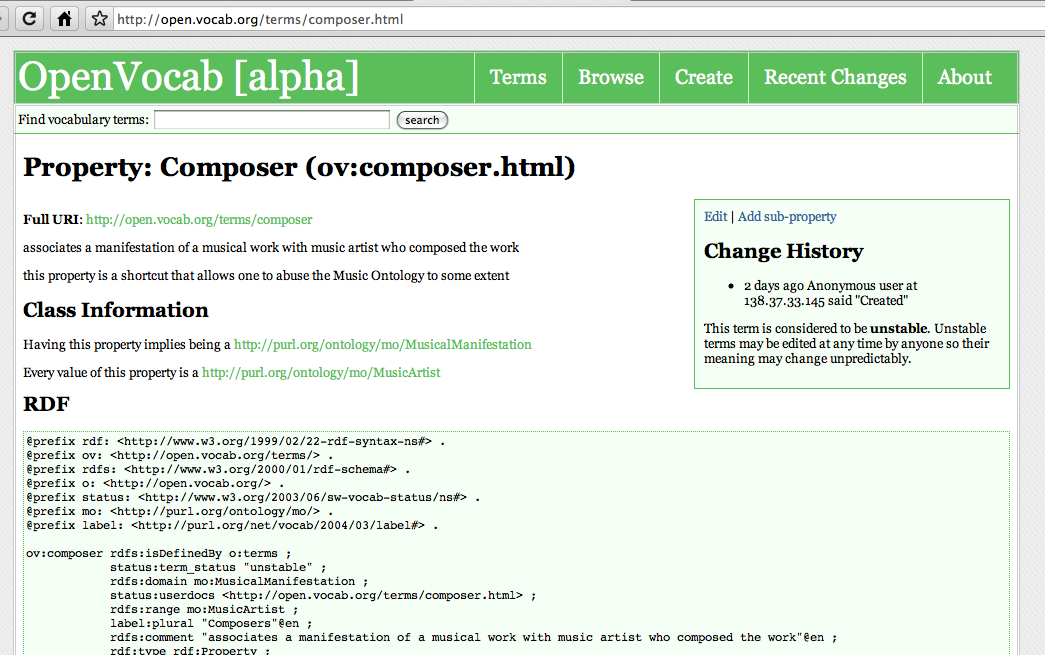 http://open.vocab.org/terms/composer.html
OpenVocab [alpha]
Terms
Browse
Create
Recent Changes
About
Find vocabulary terms:
search
Property: Composer (ov:composer.html)
Full URI: http://open.vocab.org/terms/composer
associates a manifestation of a musical work with music artist who composed the work
this property is a shortcut that allows one to abuse the Music Ontology to some extent
Class Information
Having this property implies being a http://purl.org/ontology/mo/MusicalManifestation
Every value of this property is a http://purl.org/ontology/mo/MusicArtist
Edit | Add sub-property
Change History
• 2 days ago Anonymous user at
138.37.33.145 said "Created"
This term is considered to be unstable. Unstable
terms may be edited at any time by anyone so their
meaning may change unpredictably.
RDF
@prefix rdf: <http://www.w3.org/1999/02/22-rdf-syntax-ns#> .
@prefix ov: <http://open.vocab.org/terms/> .
@prefix rdfs: <http://www.w3.org/2000/01/rdf-schema#> .
@prefix o: <http://open.vocab.org/> .
@prefix status: <http://www.w3.org/2003/06/sw-vocab-status/ns#> .
@prefix mo: <http://purl.org/ontology/mo/> .
@prefix label: <http://purl.org/net/vocab/2004/03/label#> .
ov:composer rdfs:isDefinedBy o:terms ;
status:term_status "unstable" ;
rdfs:domain mo:MusicalManifestation ;
status:userdocs <http://open.vocab.org/terms/composer.html> ;
rdfs:range mo:MusicArtist ;
label:plural "Composers"@en ;
rdfs:comment "associates a manifestation of a musical work with music artist who composed the work"@en ;
rdf:type rdf:Property ;